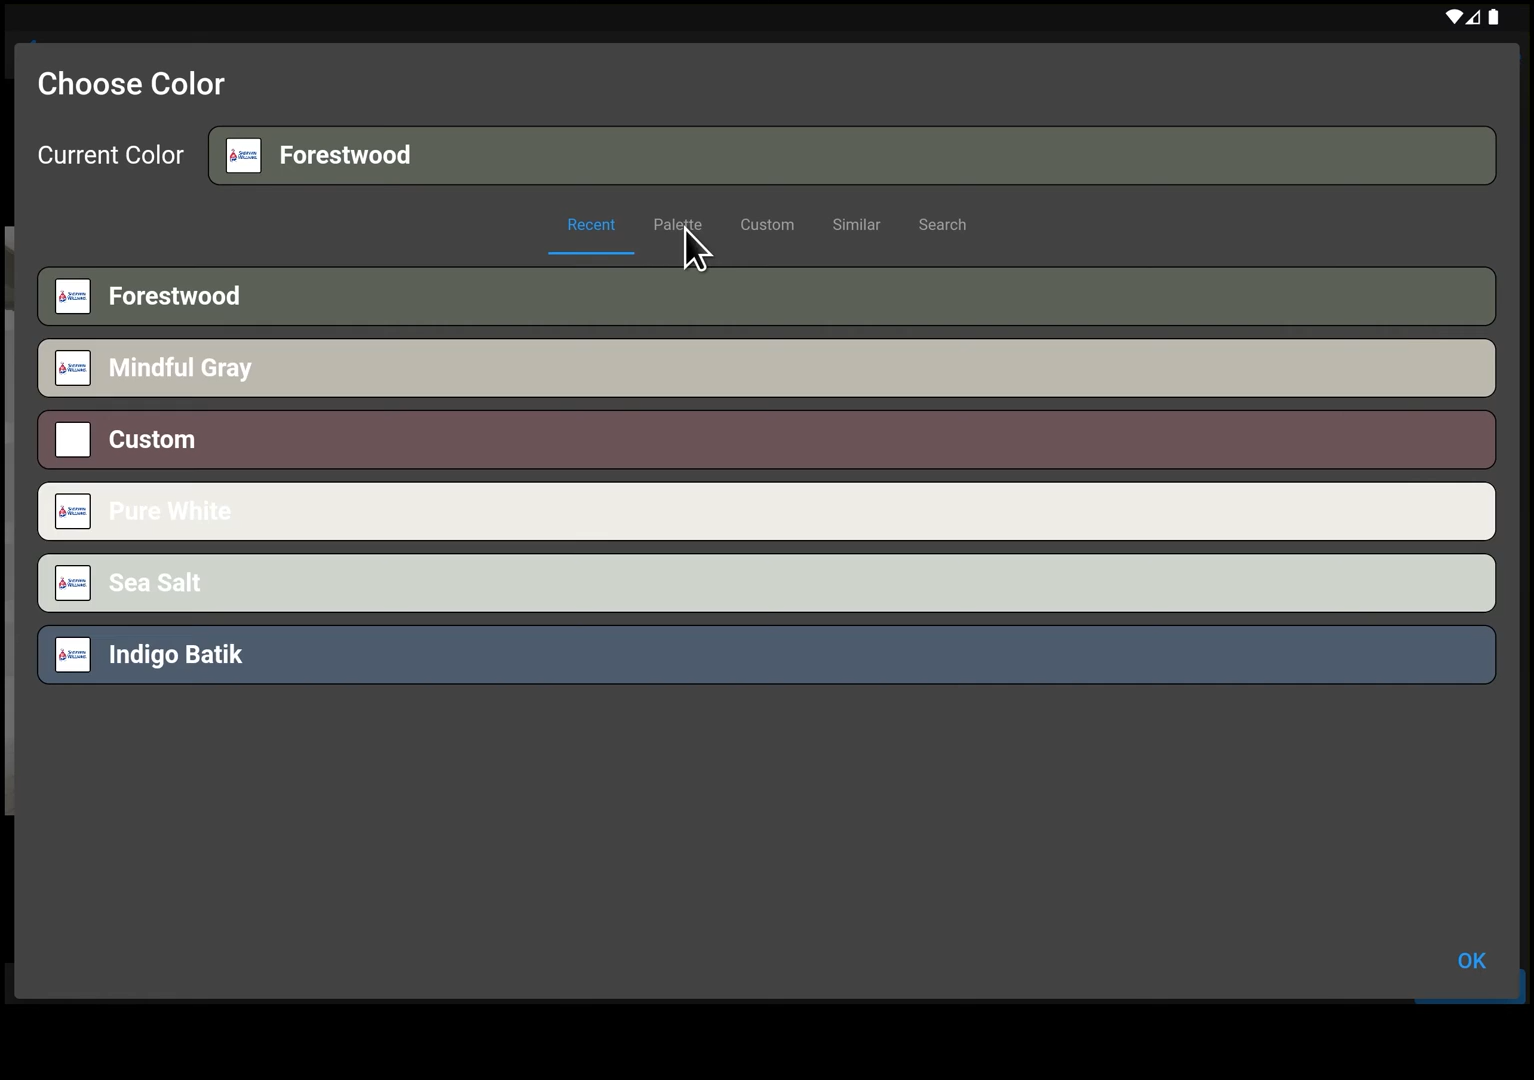 Choose Color
Current Color
Forestwood
Recent Palette Custom Similar Search
Forestwood
Mindful Gray
Custom
Pure White
Sea Salt
Indigo Batik
OK